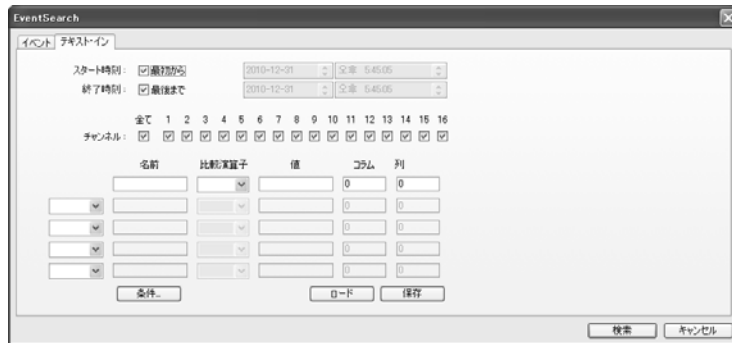 EventSearch
イベント テキスト・イン
スタート時刻: 最初から 2010-12-31 오후 5:45:05
終了時刻: 最後まで 2010-12-31 오후 5:45:05
全て 1 2 3 4 5 6 7 8 9 10 11 12 13 14 15 16
チャンネル:
名前 比較演算子 値 コラム 列
0 0
0 0
0 0
0 0
0 0
条件... ロード 保存
検索 キャンセル